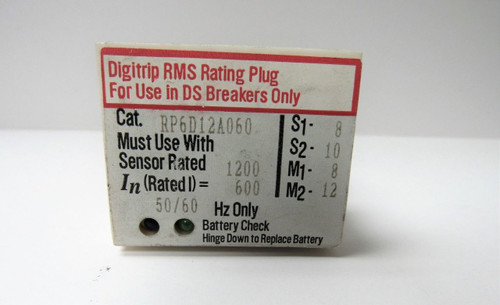 Digitrip RMS Rating Plug
For Use in DS Breakers Only
Cat. RP6D12A060
Must Use With
Sensor Rated 1200
In (Rated I) = 600
50/60 Hz Only
S1- 8
S2- 10
M1- 8
M2- 12
Battery Check
Hinge Down to Replace Battery